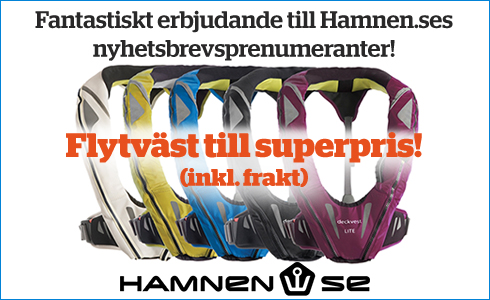 Fantastiskt erbjudande till Hamnen.ses
nyhetsbrevsprenumeranter!
Flytväst till superpris!
(inkl. frakt)
deckvest
LITE
HAMNEN SE